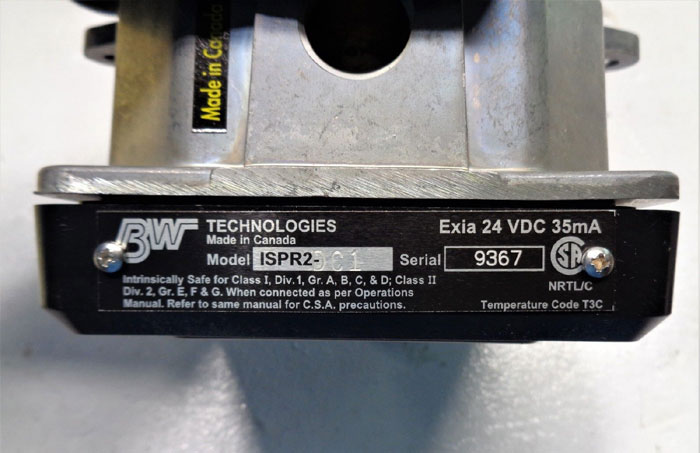 Made in Canada
BW TECHNOLOGIES
Made in Canada
Model ISPR2- Serial 9367
Exia 24 VDC 35mA
SA
NRTL/C
Intrinsically Safe for Class I, Div. 1, Gr. A, B, C, & D; Class II
Div. 2, Gr. E, F & G. When connected as per Operations
Manual. Refer to same manual for C.S.A. precautions.
Temperature Code T3C